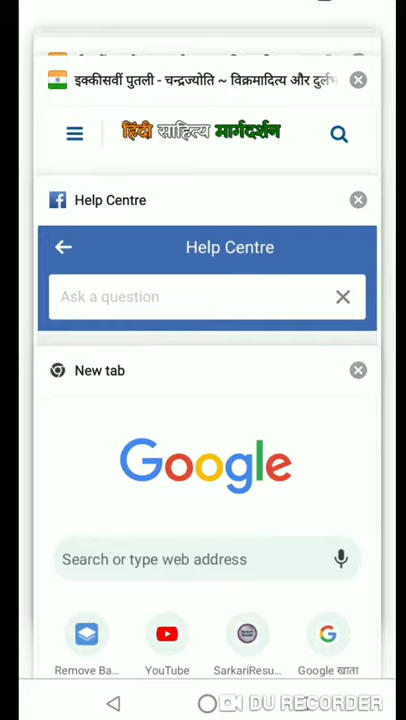 इक्कीसवीं पुतली - चन्द्रज्योति ~ विक्रमादित्य और दुर्लभ
हिंदी साहित्य मार्गदर्शन
Help Centre
Help Centre
Ask a question
New tab
Google
Search or type web address
Remove Ba...
YouTube
SarkariResu...
Google खाता
DU RECORDER